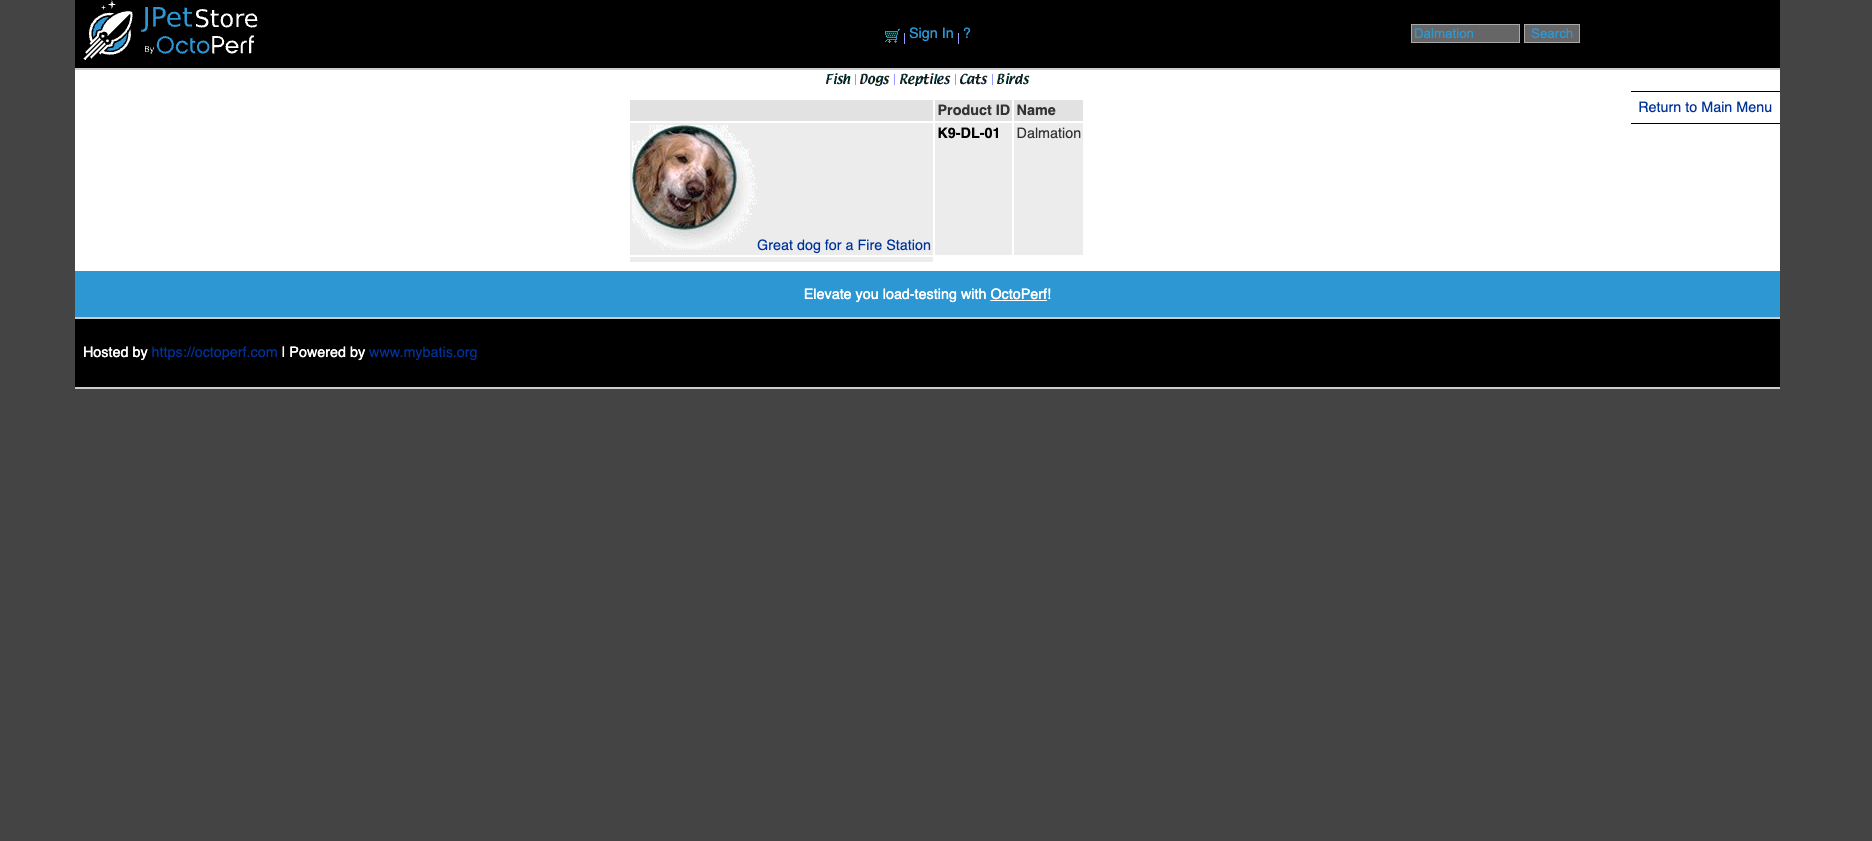 JPetStore
By OctoPerf
Sign In ?
Dalmation Search
Fish Dogs Reptiles Cats Birds
Return to Main Menu
Product ID Name
K9-DL-01 Dalmation
Great dog for a Fire Station
Elevate you load-testing with OctoPerf!
Hosted by https://octoperf.com | Powered by www.mybatis.org